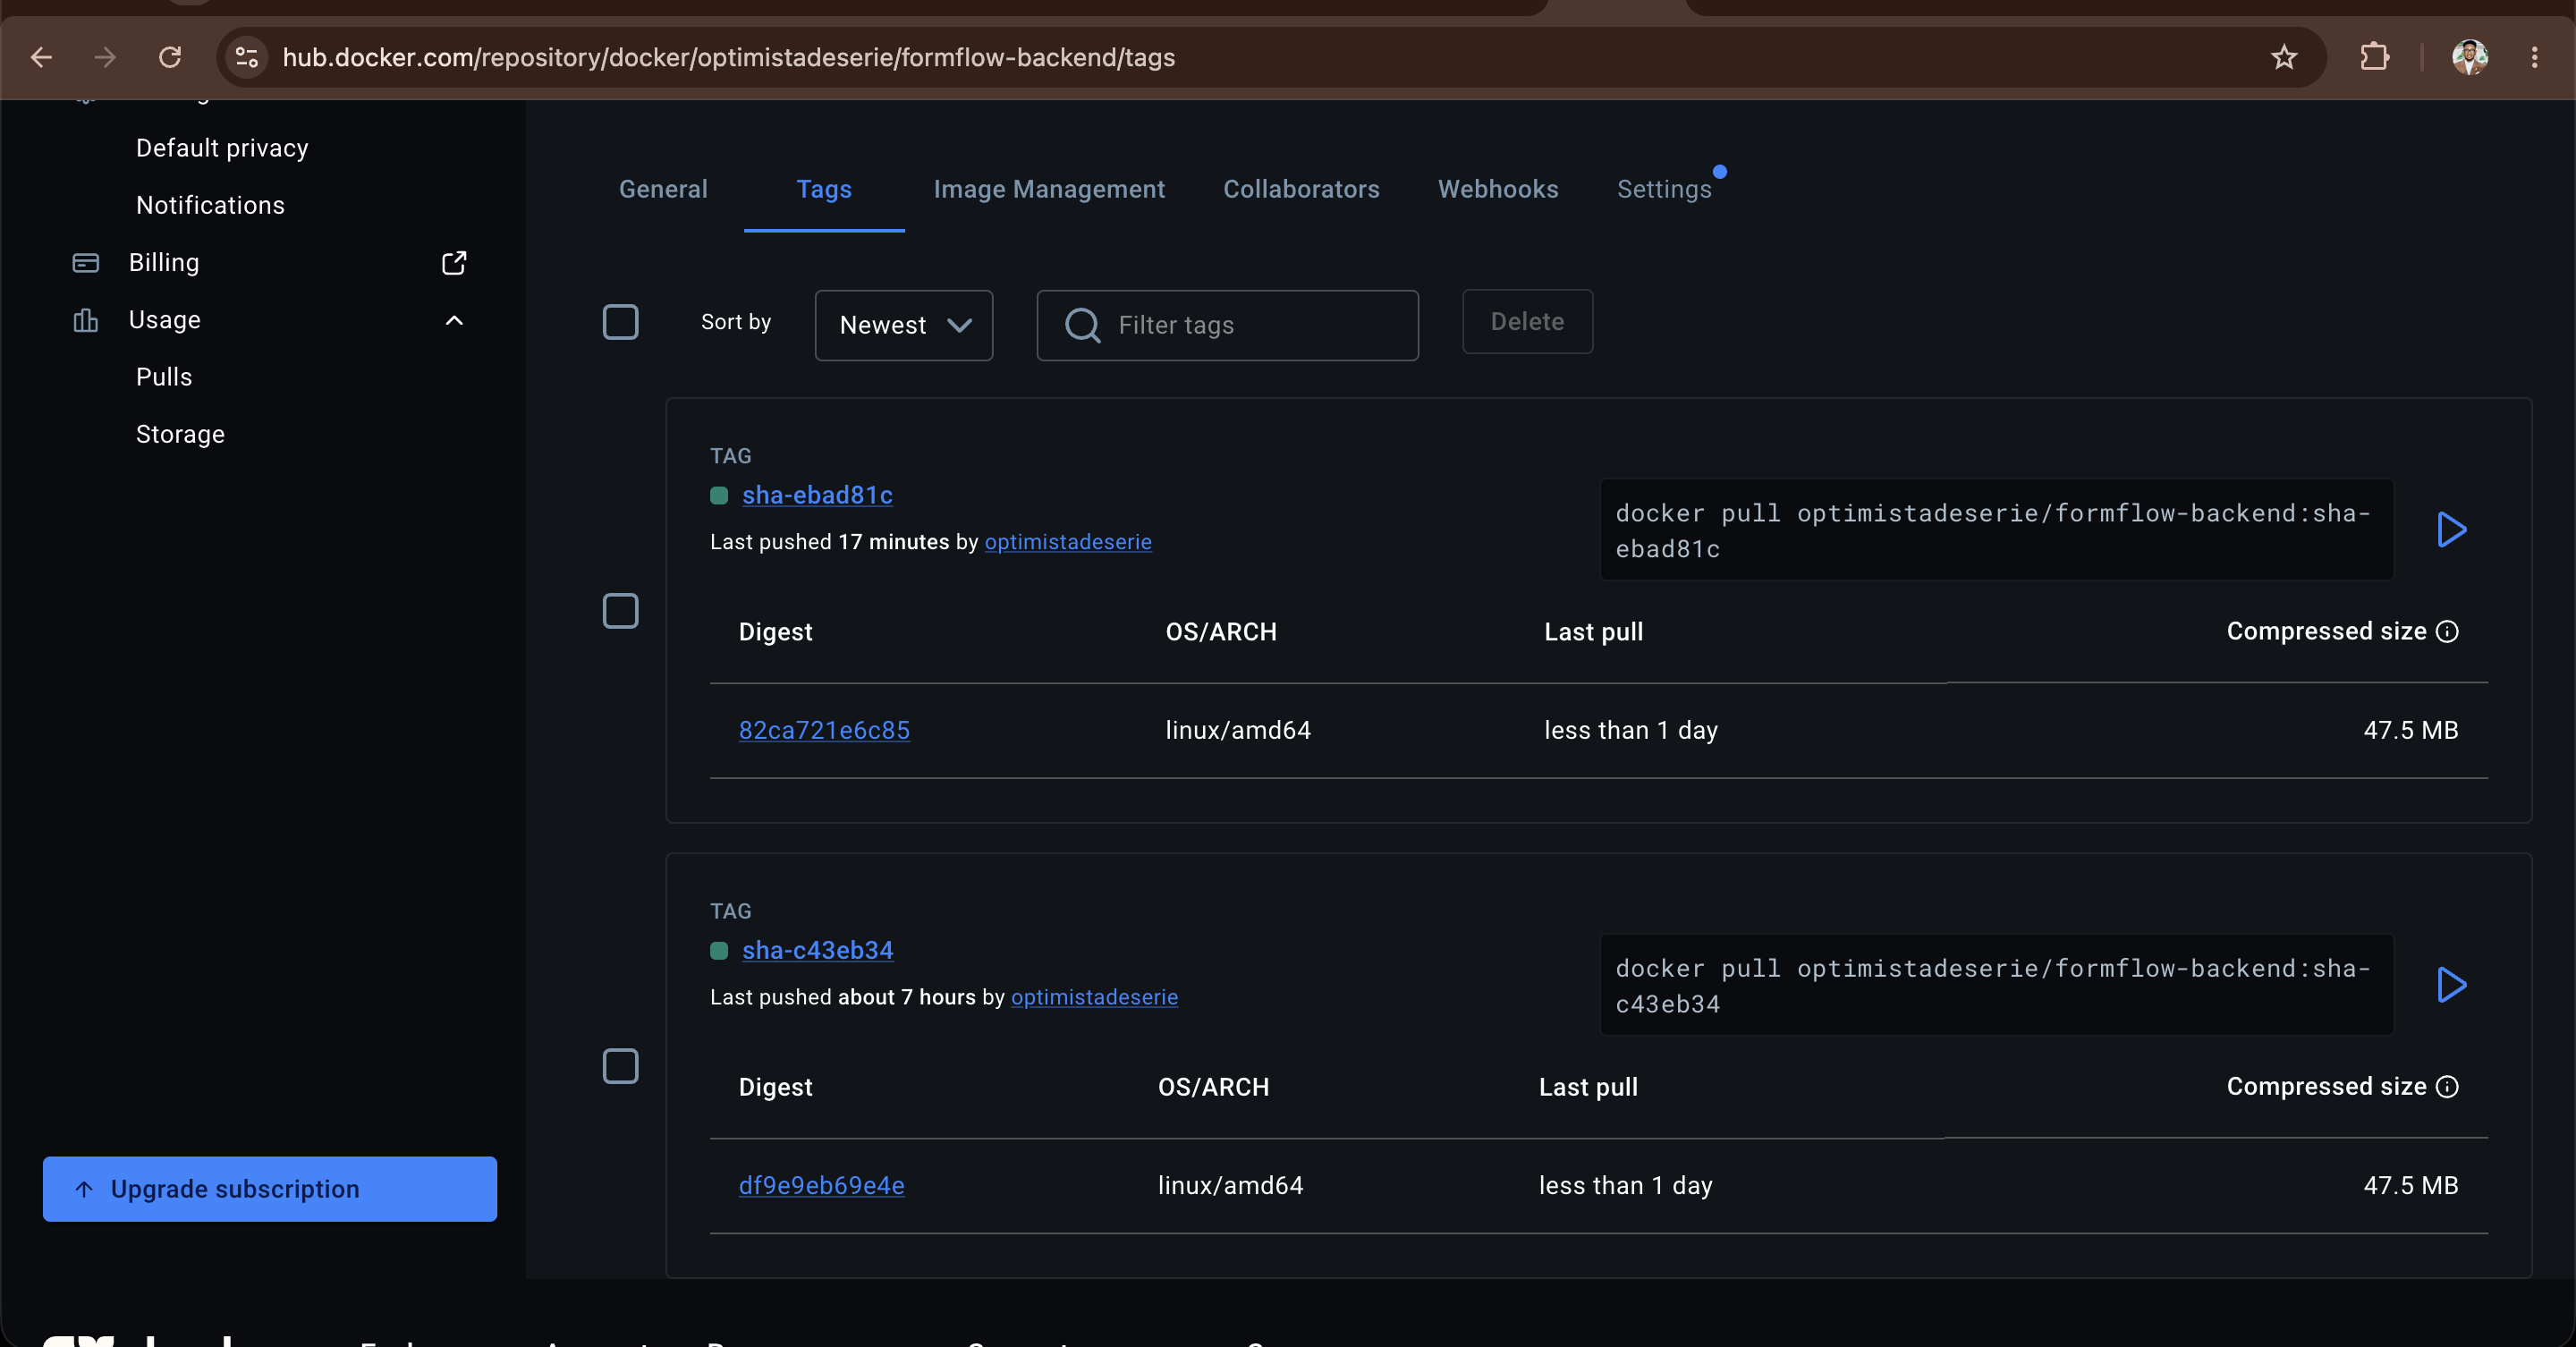 hub.docker.com/repository/docker/optimistadeserie/formflow-backend/tags
Default privacy
Notifications
Billing
Usage
Pulls
Storage
Upgrade subscription
General
Tags
Image Management
Collaborators
Webhooks
Settings
Sort by
Newest
Filter tags
Delete
TAG
sha-ebad81c
Last pushed 17 minutes by optimistadeserie
docker pull optimistadeserie/formflow-backend:sha-
ebad81c
Digest OS/ARCH Last pull Compressed size
82ca721e6c85 linux/amd64 less than 1 day 47.5 MB
TAG
sha-c43eb34
Last pushed about 7 hours by optimistadeserie
docker pull optimistadeserie/formflow-backend:sha-
c43eb34
Digest OS/ARCH Last pull Compressed size
df9e9eb69e4e linux/amd64 less than 1 day 47.5 MB